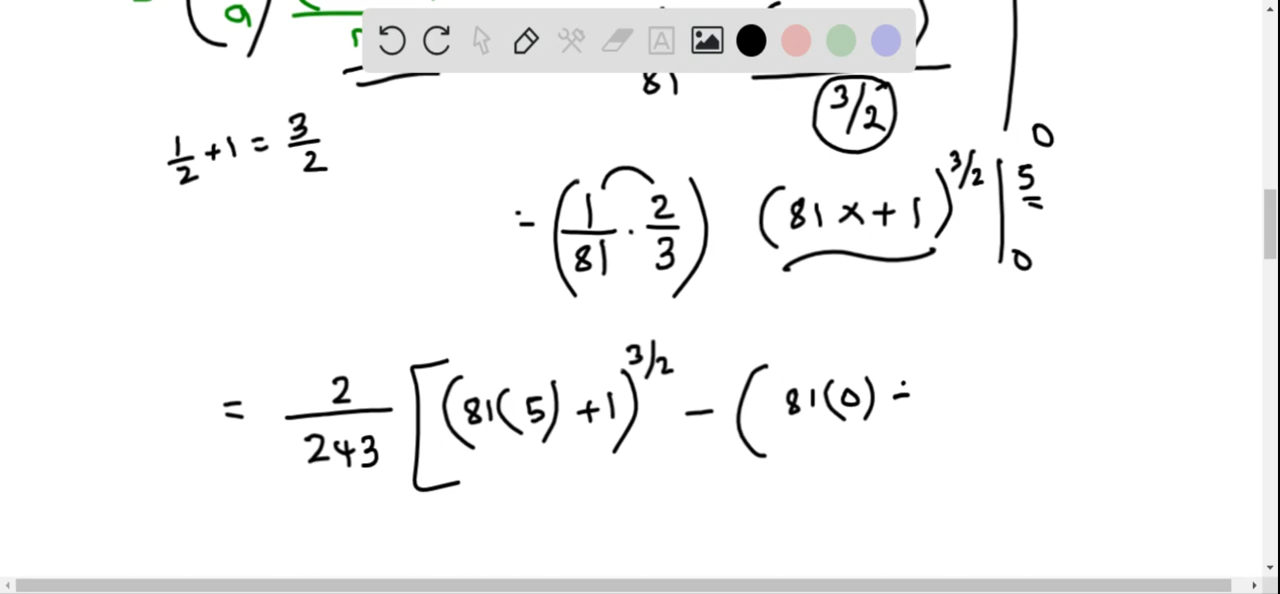 9
81
3/2
0
1/2 + 1 = 3/2
= (1/81 · 2/3) (81x + 1)^3/2 | 5 0
= 2/243 [(81(5) + 1)^3/2 - (81(0)